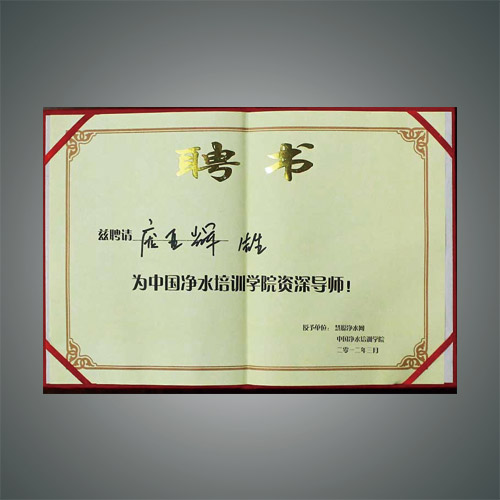 聘书
兹聘请 玉辉 先生
为中国净水培训学院资深导师！
授予单位：慧聪净水网
中国净水培训学院
二零一二年三月